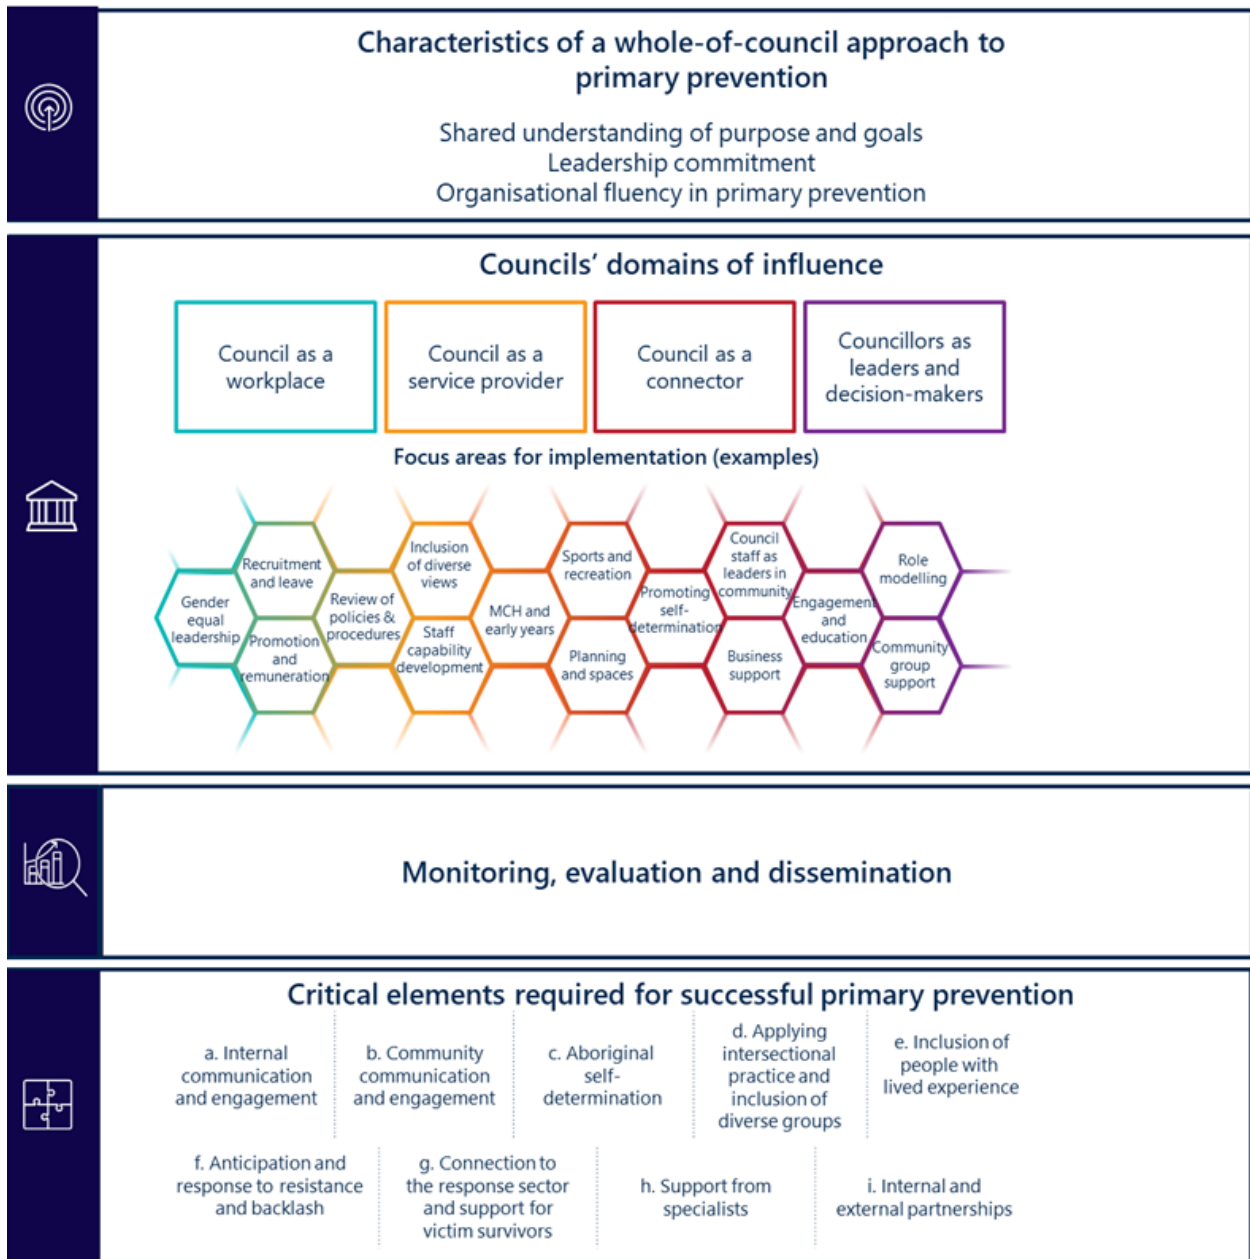 Characteristics of a whole-of-council approach to
primary prevention
Shared understanding of purpose and goals
Leadership commitment
Organisational fluency in primary prevention
Councils' domains of influence
Council as a
workplace
Council as a
service provider
Council as a
connector
Councillors as
leaders and
decision-makers
Focus areas for implementation (examples)
Gender
equal
leadership
Recruitment
and leave
Promotion
and
remuneration
Review of
policies &
procedures
Inclusion
of diverse
views
Staff
capability
development
MCH and
early years
Sports and
recreation
Planning
and spaces
Promoting
self-
determination
Council
staff as
leaders in
community
Business
support
Engagement
and
education
Role
modelling
Community
group
support
Monitoring, evaluation and dissemination
Critical elements required for successful primary prevention
a. Internal
communication
and engagement
b. Community
communication
and engagement
c. Aboriginal
self-
determination
d. Applying
intersectional
practice and
inclusion of
diverse groups
e. Inclusion of
people with
lived experience
f. Anticipation and
response to resistance
and backlash
g. Connection to
the response sector
and support for
victim survivors
h. Support from
specialists
i. Internal and
external partnerships